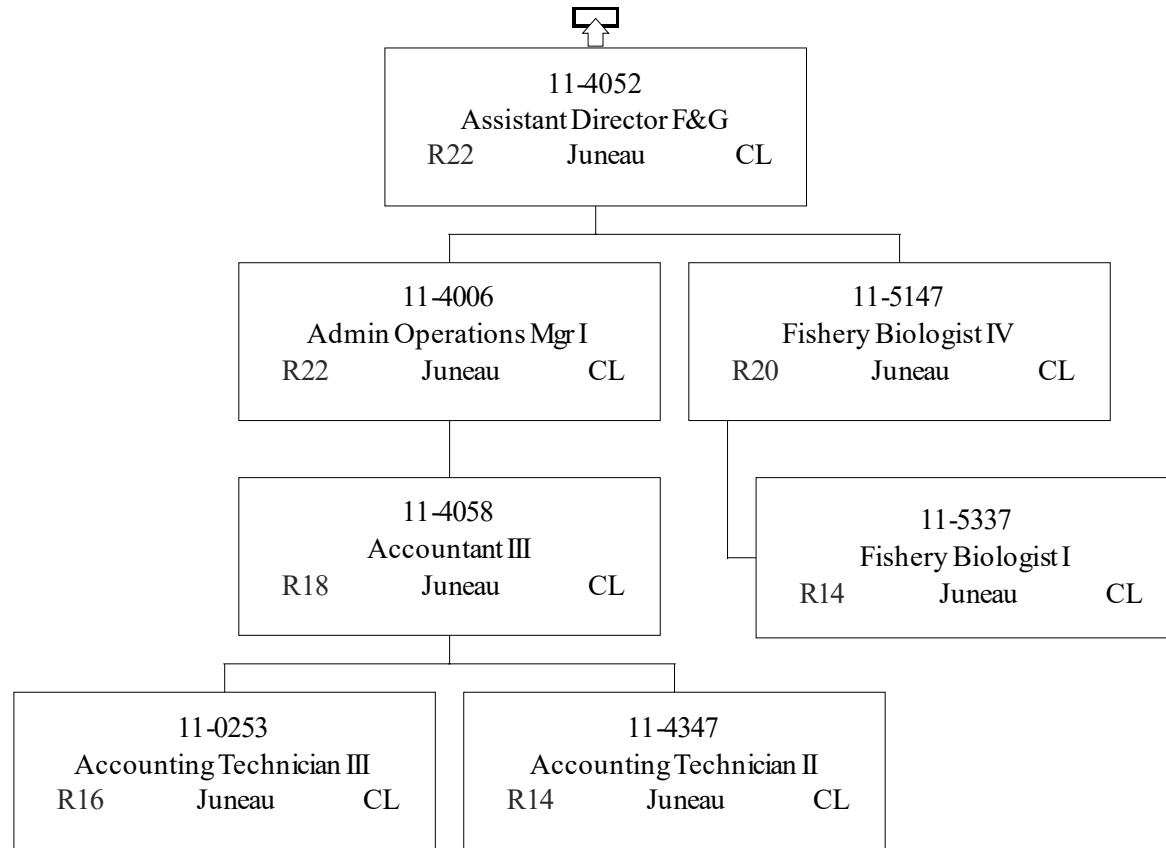 11-4052
Assistant Director F&G
R22 Juneau CL
11-4006
Admin Operations Mgr I
R22 Juneau CL
11-5147
Fishery Biologist IV
R20 Juneau CL
11-4058
Accountant III
R18 Juneau CL
11-5337
Fishery Biologist I
R14 Juneau CL
11-0253
Accounting Technician III
R16 Juneau CL
11-4347
Accounting Technician II
R14 Juneau CL